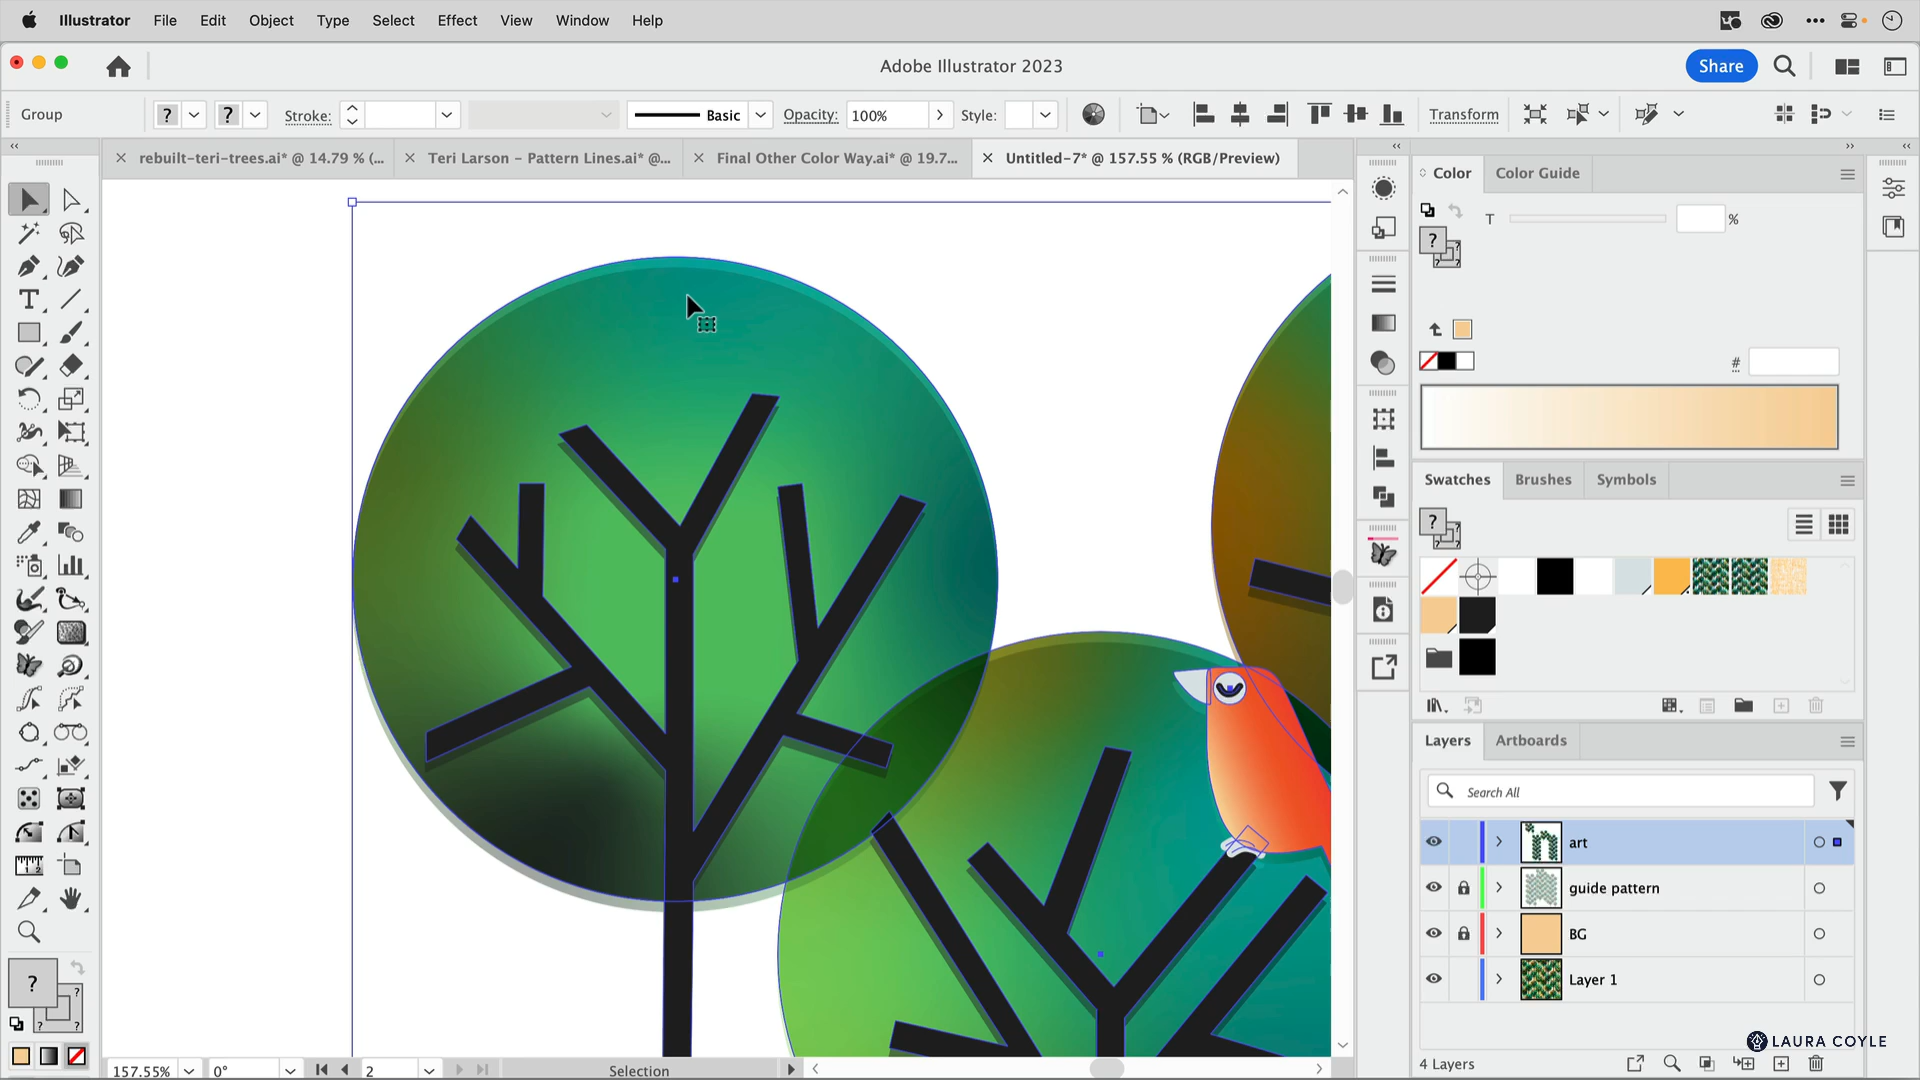 Illustrator File Edit Object Type Select Effect View Window Help
Adobe Illustrator 2023
Share
Group
? ? Stroke: Basic Opacity: 100% Style: Transform
rebuilt-teri-trees.ai* @ 14.79 % (...
Teri Larson - Pattern Lines.ai* @...
Final Other Color Way.ai* @ 19.7...
Untitled-7* @ 157.55 % (RGB/Preview)
Color Color Guide
T %
?
#
Swatches Brushes Symbols
?
Layers Artboards
Search All
art
guide pattern
BG
Layer 1
4 Layers
?
? ?
157.55% 0° 2 Selection
LAURA COYLE